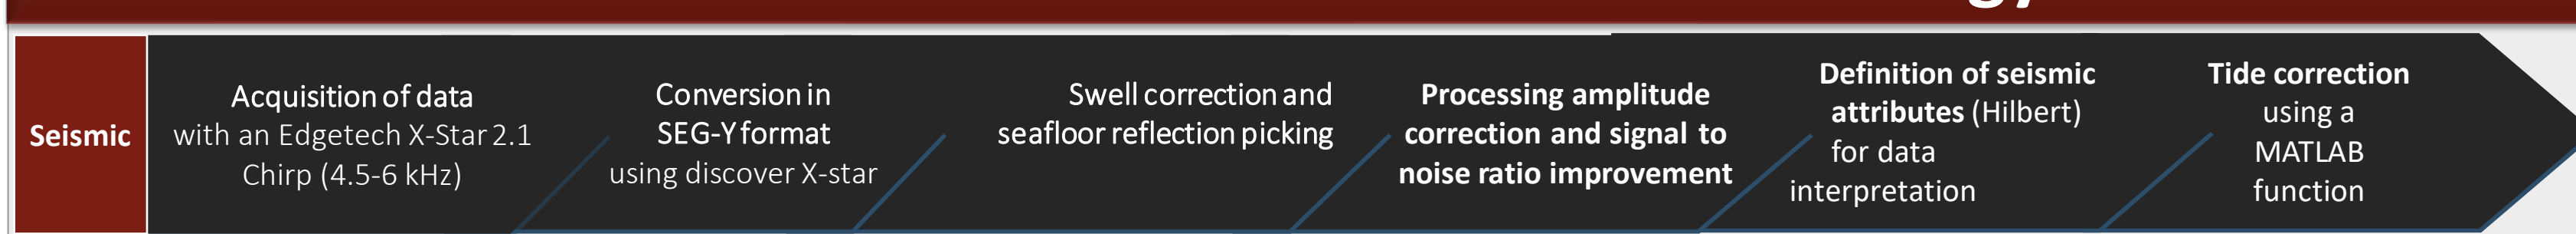 Seismic
Acquisition of data
with an Edgetech X-Star 2.1
Chirp (4.5-6 kHz)
Conversion in
SEG-Y format
using discover X-star
Swell correction and
seafloor reflection picking
Processing amplitude
correction and signal to
noise ratio improvement
Definition of seismic
attributes (Hilbert)
for data
interpretation
Tide correction
using a
MATLAB
function